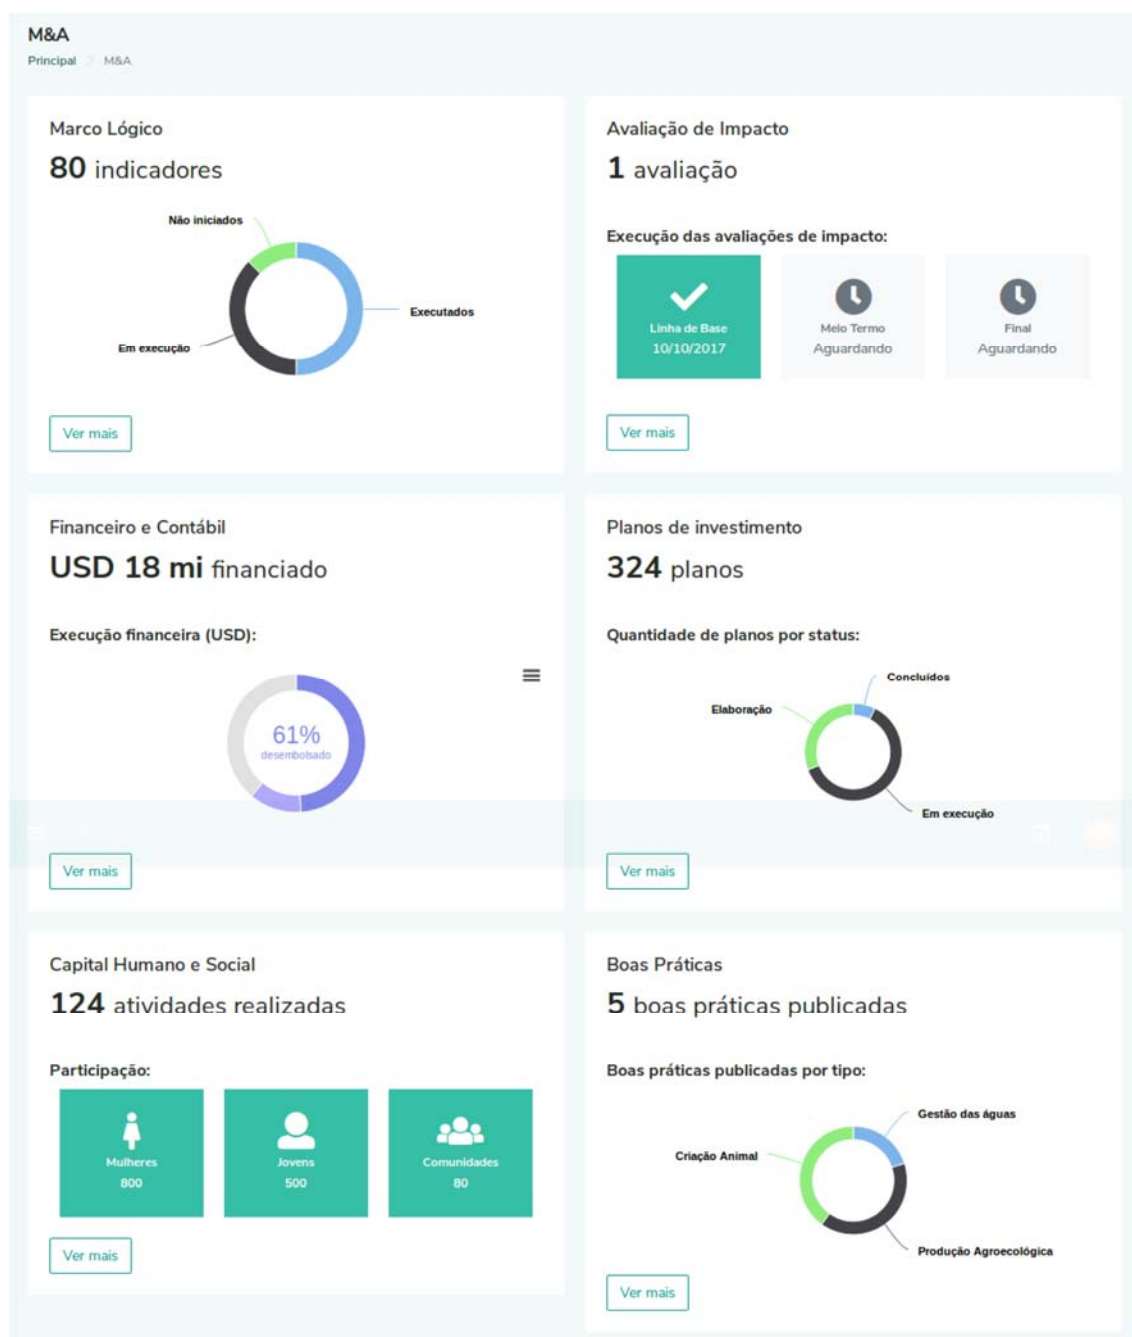 M&A
Principal
M&A
Marco Lógico
80 indicadores
Não iniciados
Executados
Em execução
Ver mais
Avaliação de Impacto
1 avaliação
Execução das avaliações de impacto:
Linha de Base
10/10/2017
Meio Termo
Aguardando
Final
Aguardando
Ver mais
Financeiro e Contábil
USD 18 mi financiado
Execução financeira (USD):
61%
desembolsado
Ver mais
Planos de investimento
324 planos
Quantidade de planos por status:
Concluídos
Elaboração
Em execução
Ver mais
Capital Humano e Social
124 atividades realizadas
Participação:
Mulheres
800
Jovens
500
Comunidades
80
Ver mais
Boas Práticas
5 boas práticas publicadas
Boas práticas publicadas por tipo:
Gestão das águas
Criação Animal
Produção Agroecológica
Ver mais